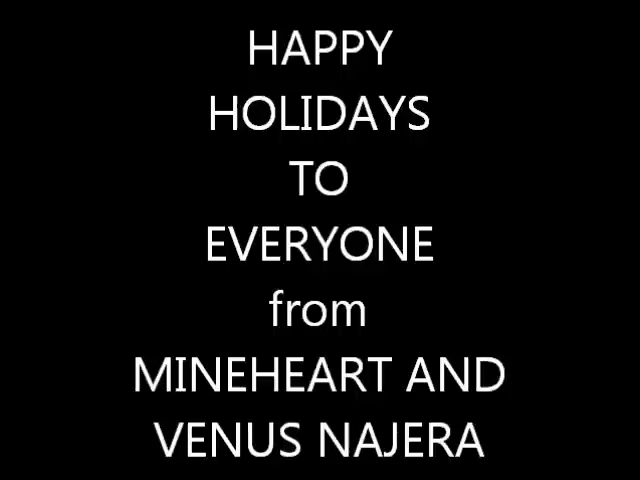 HAPPY
HOLIDAYS
TO
EVERYONE
from
MINEHEART AND
VENUS NAJERA